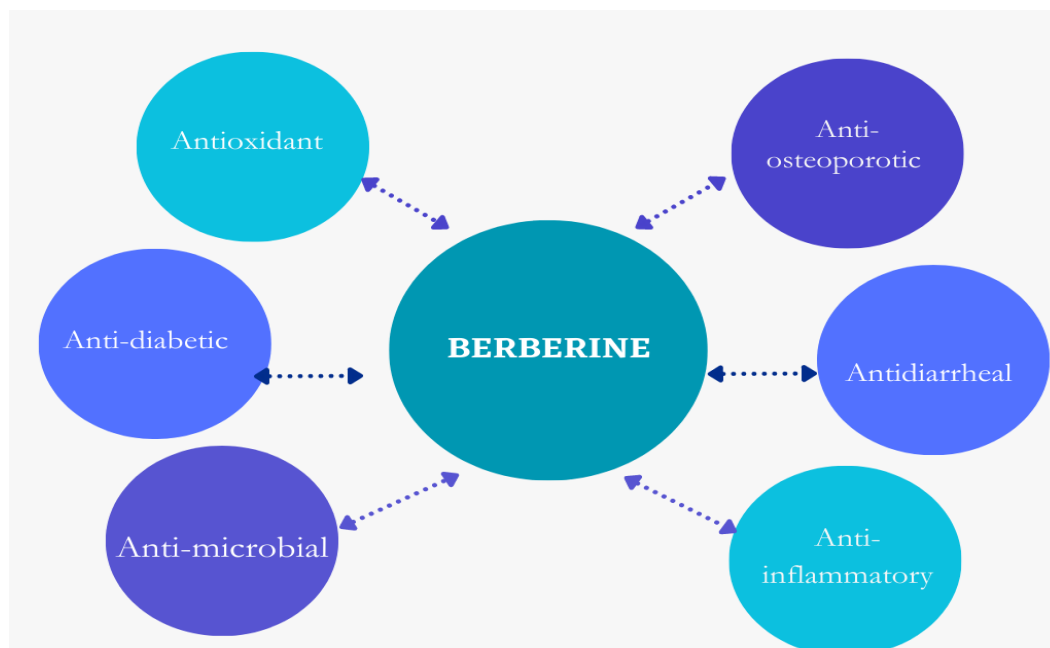 Antioxidant
Anti-
osteoporotic
BERBERINE
Anti-diabetic
Antidiarrheal
Anti-microbial
Anti-
inflammatory